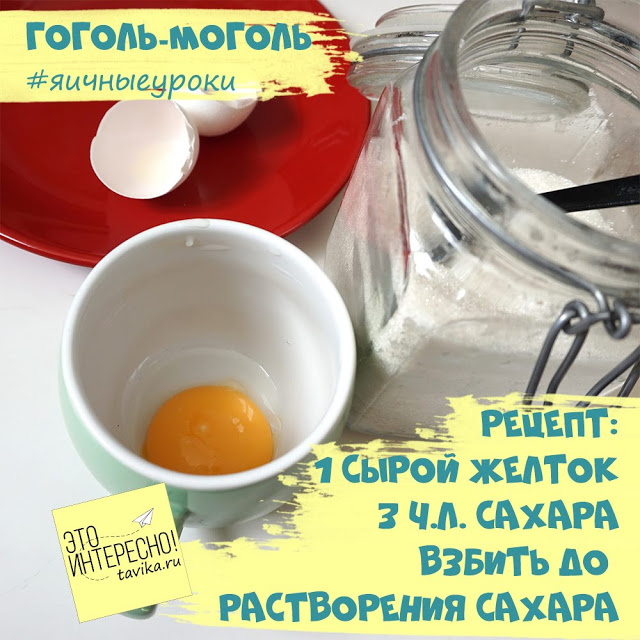 ГОГОЛЬ-МОГОЛЬ
#яичныеуроки
РЕЦЕПТ:
1 СЫРОЙ ЖЕЛТОК
3 Ч.Л. САХАРА
ВЗБИТЬ ДО
РАСТВОРЕНИЯ САХАРА
ЭТО
ИНТЕРЕСНО!
tavika.ru